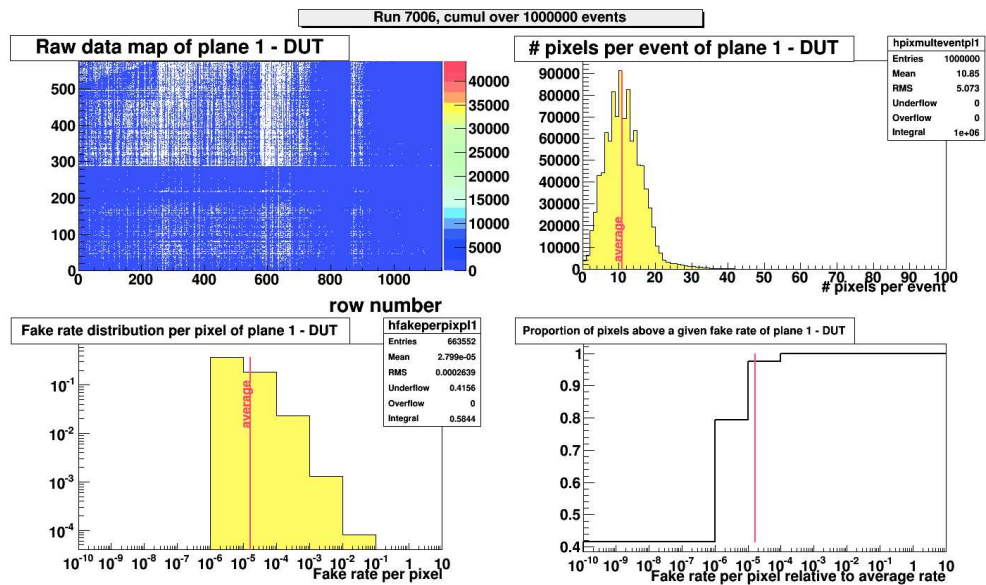 Run 7006, cumul over 1000000 events
Raw data map of plane 1 - DUT
500
400
300
200
100
0
0 200 400 600 800 1000
row number
40000
35000
30000
25000
20000
15000
10000
5000
0
# pixels per event of plane 1 - DUT
hpixmulteventpl1
Entries 1000000
Mean 10.85
RMS 5.073
Underflow 0
Overflow 0
Integral 1e+06
90000
80000
70000
60000
50000
40000
30000
20000
10000
0
average
0 10 20 30 40 50 60 70 80 90 100
# pixels per event
Fake rate distribution per pixel of plane 1 - DUT
hfakeperpixpl1
Entries 663552
Mean 2.799e-05
RMS 0.0002639
Underflow 0.4156
Overflow 0
Integral 0.5844
10⁻¹
10⁻²
10⁻³
10⁻⁴
average
10⁻¹⁰ 10⁻⁹ 10⁻⁸ 10⁻⁷ 10⁻⁶ 10⁻⁵ 10⁻⁴ 10⁻³ 10⁻² 10⁻¹ 1 10
Fake rate per pixel
Proportion of pixels above a given fake rate of plane 1 - DUT
1
0.9
0.8
0.7
0.6
0.5
0.4
10⁻¹⁰ 10⁻⁹ 10⁻⁸ 10⁻⁷ 10⁻⁶ 10⁻⁵ 10⁻⁴ 10⁻³ 10⁻² 10⁻¹ 1 10
Fake rate per pixel relative to average rate